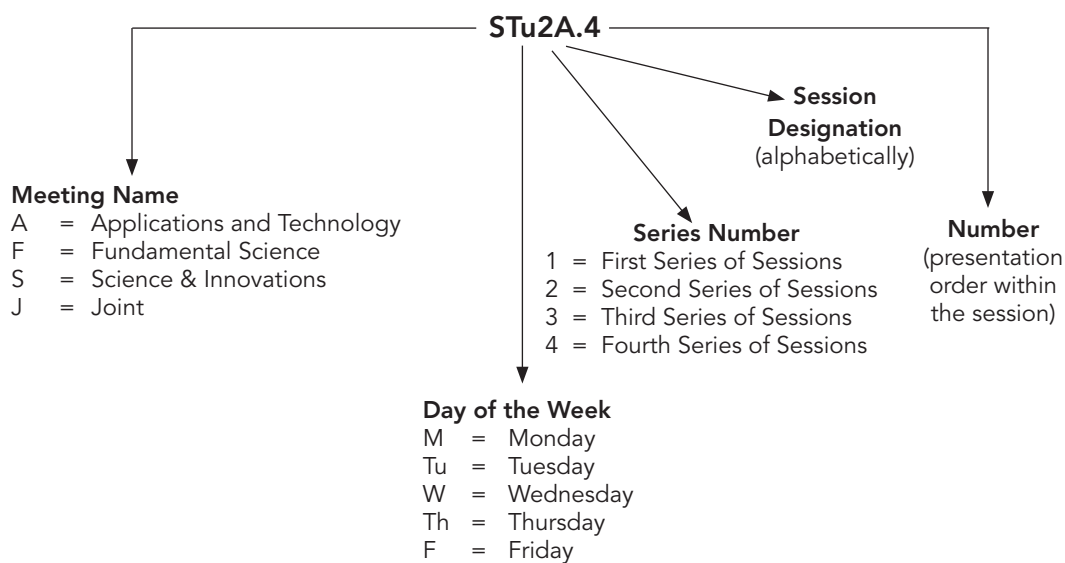 STu2A.4
Session
Designation
(alphabetically)
Meeting Name
A = Applications and Technology
F = Fundamental Science
S = Science & Innovations
J = Joint
Series Number
1 = First Series of Sessions
2 = Second Series of Sessions
3 = Third Series of Sessions
4 = Fourth Series of Sessions
Number
(presentation
order within
the session)
Day of the Week
M = Monday
Tu = Tuesday
W = Wednesday
Th = Thursday
F = Friday